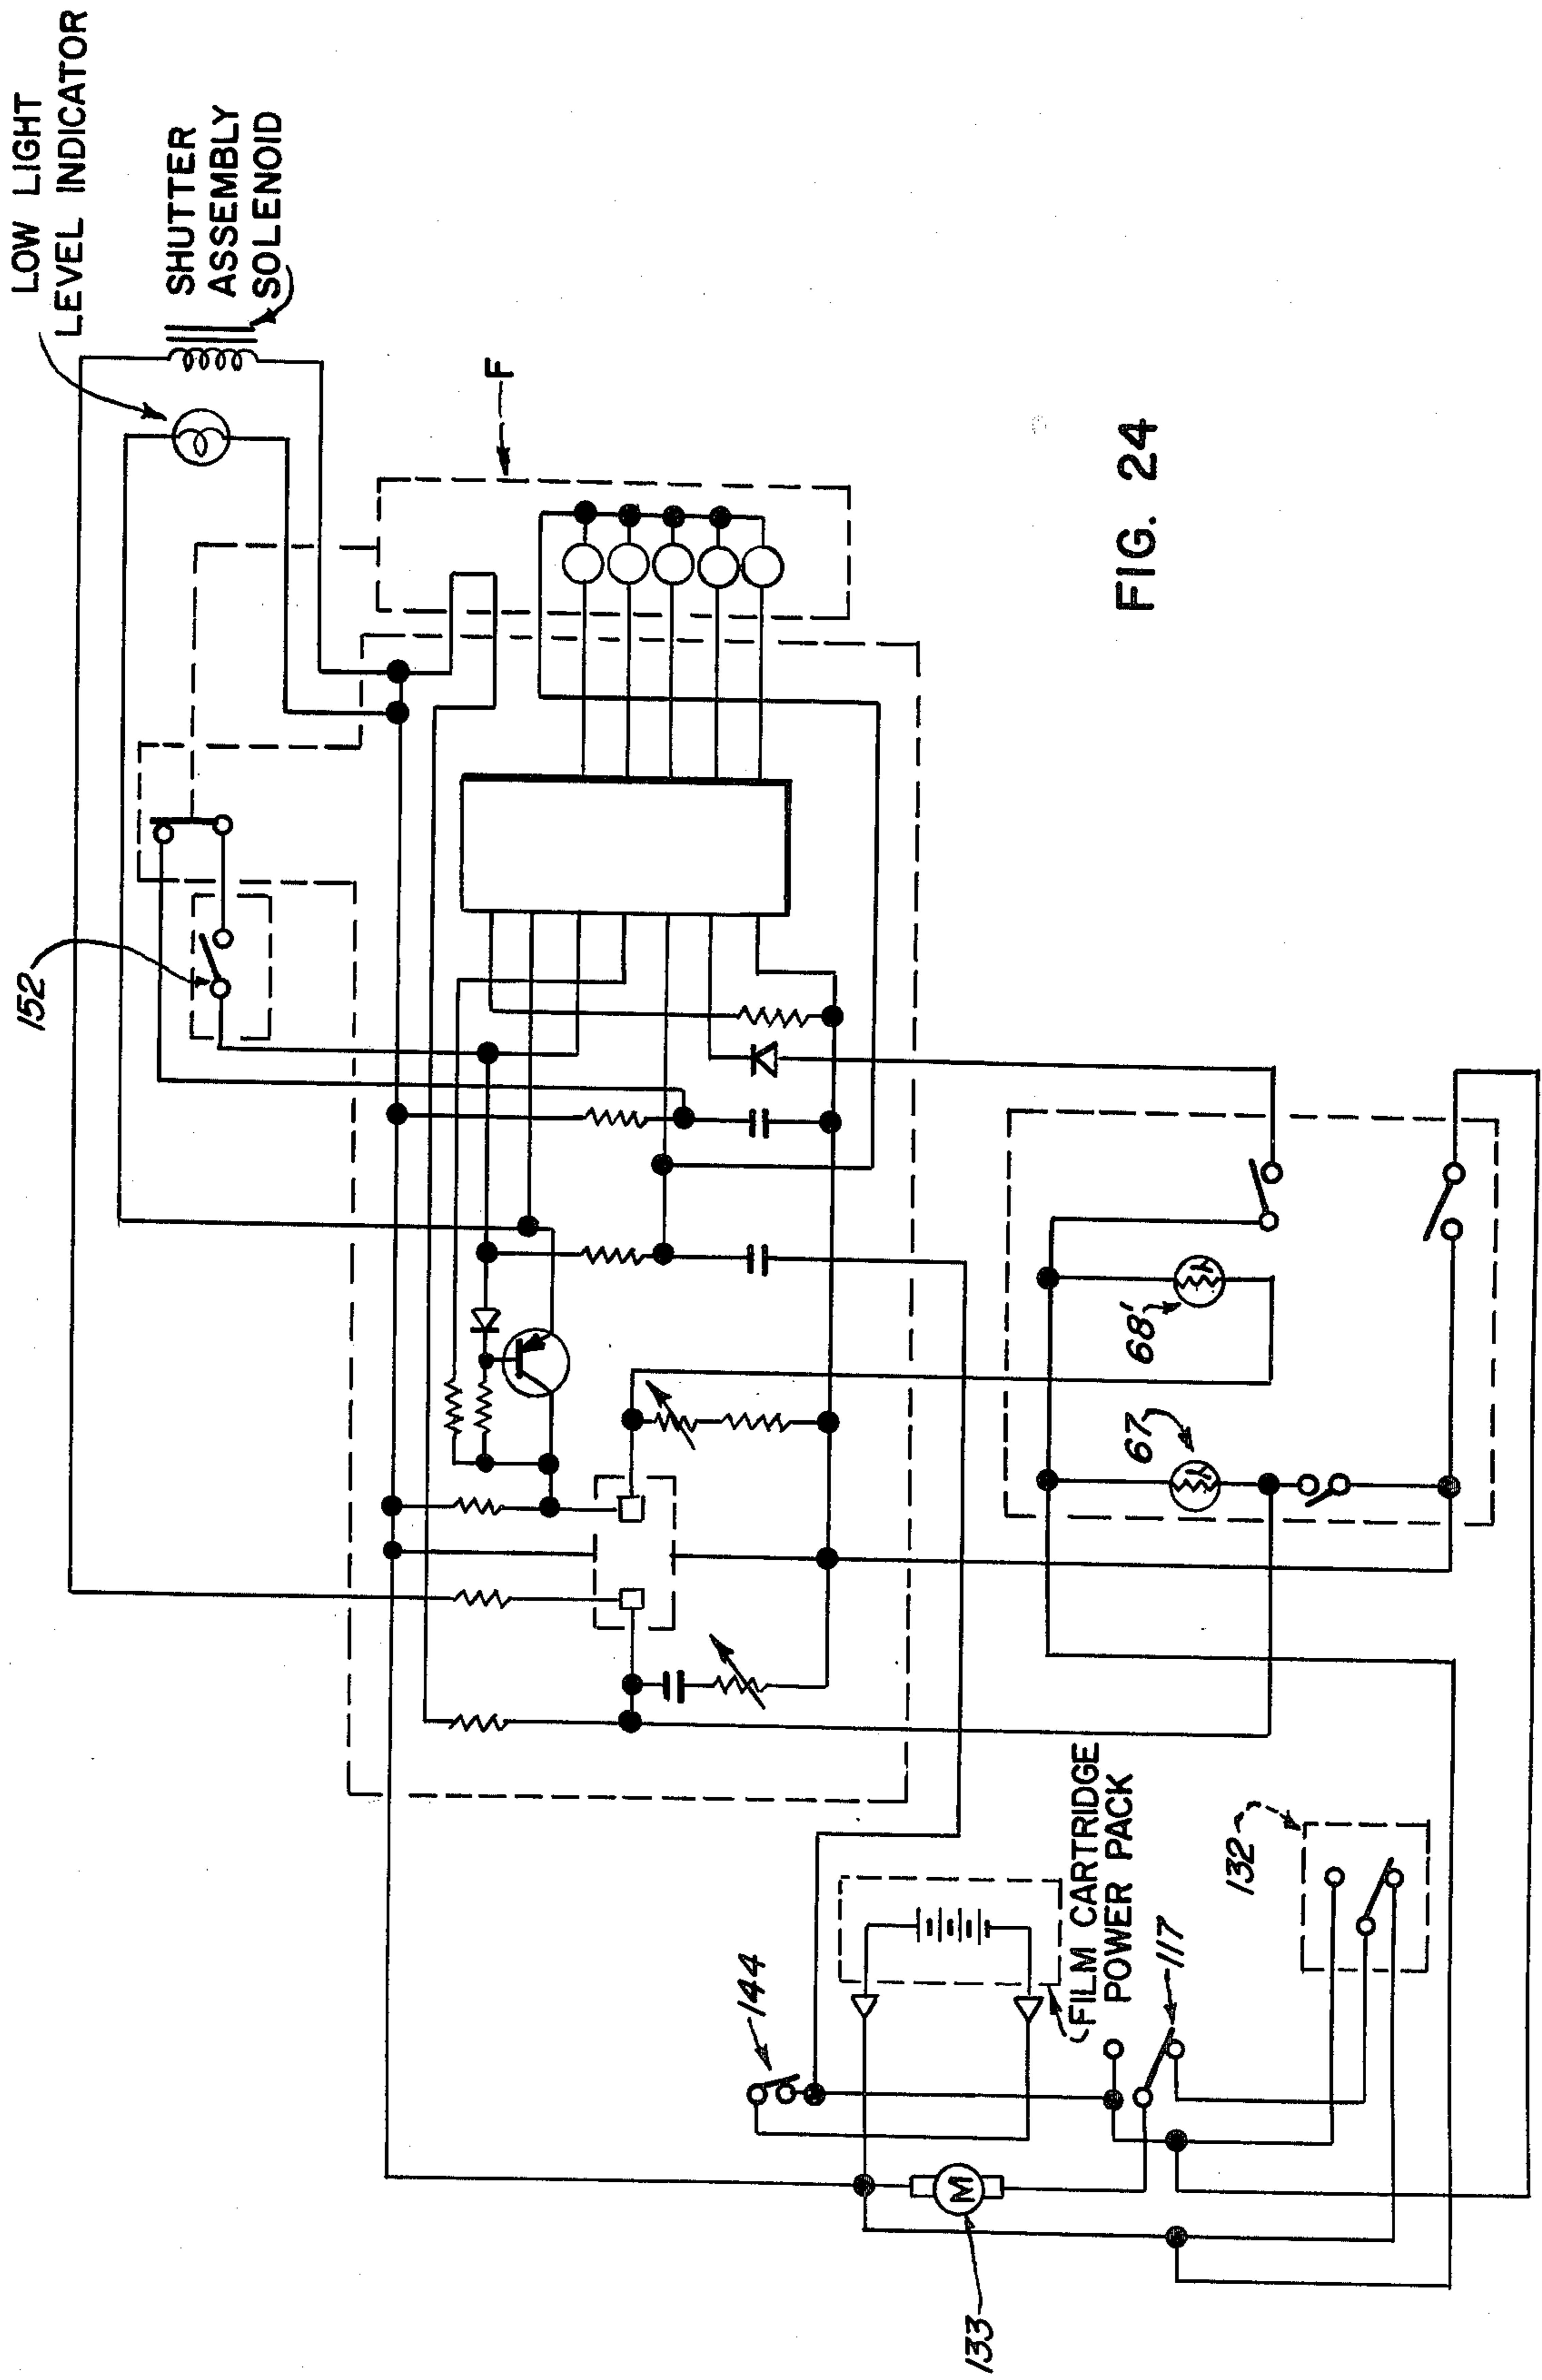 LOW LIGHT
LEVEL INDICATOR
SHUTTER
ASSEMBLY
SOLENOID
152
F
68'
67
144
FILM CARTRIDGE
POWER PACK
117
132
M
133
FIG. 24